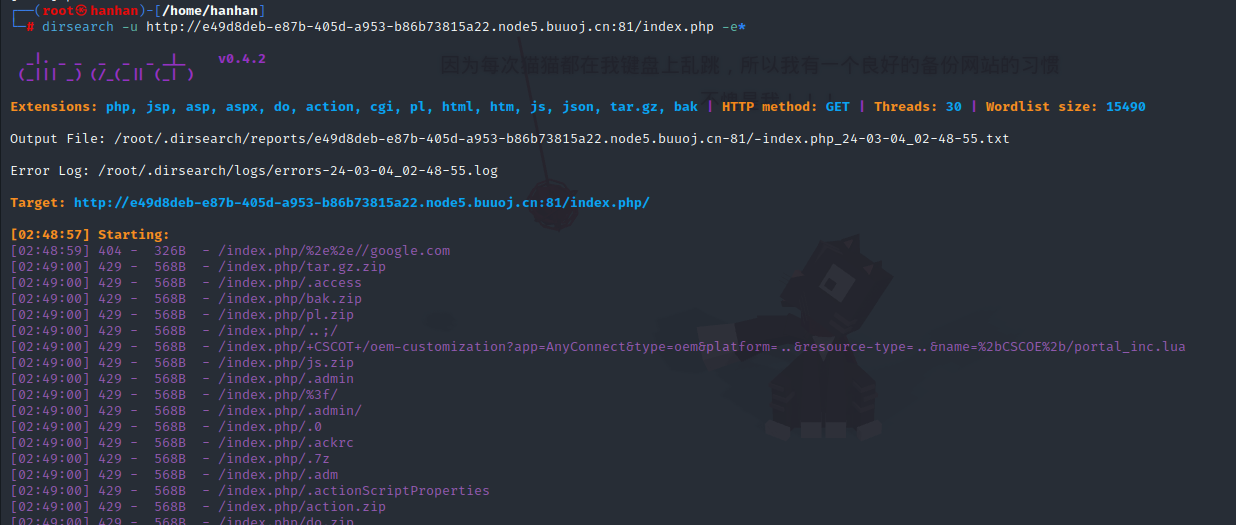 ┌──(root㉿hanhan)-[/home/hanhan]
└─# dirsearch -u http://e49d8deb-e87b-405d-a953-b86b73815a22.node5.buuoj.cn:81/index.php -e*
v0.4.2
因为每次猫猫都在我键盘上乱跳，所以我有一个良好的备份网站的习惯
Extensions: php, jsp, asp, aspx, do, action, cgi, pl, html, htm, js, json, tar.gz, bak | HTTP method: GET | Threads: 30 | Wordlist size: 15490
Output File: /root/.dirsearch/reports/e49d8deb-e87b-405d-a953-b86b73815a22.node5.buuoj.cn-81/-index.php_24-03-04_02-48-55.txt
Error Log: /root/.dirsearch/logs/errors-24-03-04_02-48-55.log
Target: http://e49d8deb-e87b-405d-a953-b86b73815a22.node5.buuoj.cn:81/index.php/
[02:48:57] Starting:
[02:48:59] 404 -  326B  - /index.php/%2e%2e//google.com
[02:49:00] 429 -  568B  - /index.php/tar.gz.zip
[02:49:00] 429 -  568B  - /index.php/.access
[02:49:00] 429 -  568B  - /index.php/bak.zip
[02:49:00] 429 -  568B  - /index.php/pl.zip
[02:49:00] 429 -  568B  - /index.php/..;/
[02:49:00] 429 -  568B  - /index.php/+CSCOT+/oem-customization?app=AnyConnect&type=oem&platform=..&resource-type=..&name=%2bCSCOE%2b/portal_inc.lua
[02:49:00] 429 -  568B  - /index.php/js.zip
[02:49:00] 429 -  568B  - /index.php/.admin
[02:49:00] 429 -  568B  - /index.php/%3f/
[02:49:00] 429 -  568B  - /index.php/.admin/
[02:49:00] 429 -  568B  - /index.php/.0
[02:49:00] 429 -  568B  - /index.php/.ackrc
[02:49:00] 429 -  568B  - /index.php/.7z
[02:49:00] 429 -  568B  - /index.php/.adm
[02:49:00] 429 -  568B  - /index.php/.actionScriptProperties
[02:49:00] 429 -  568B  - /index.php/action.zip
[02:49:00] 429 -  568B  - /index.php/do.zip